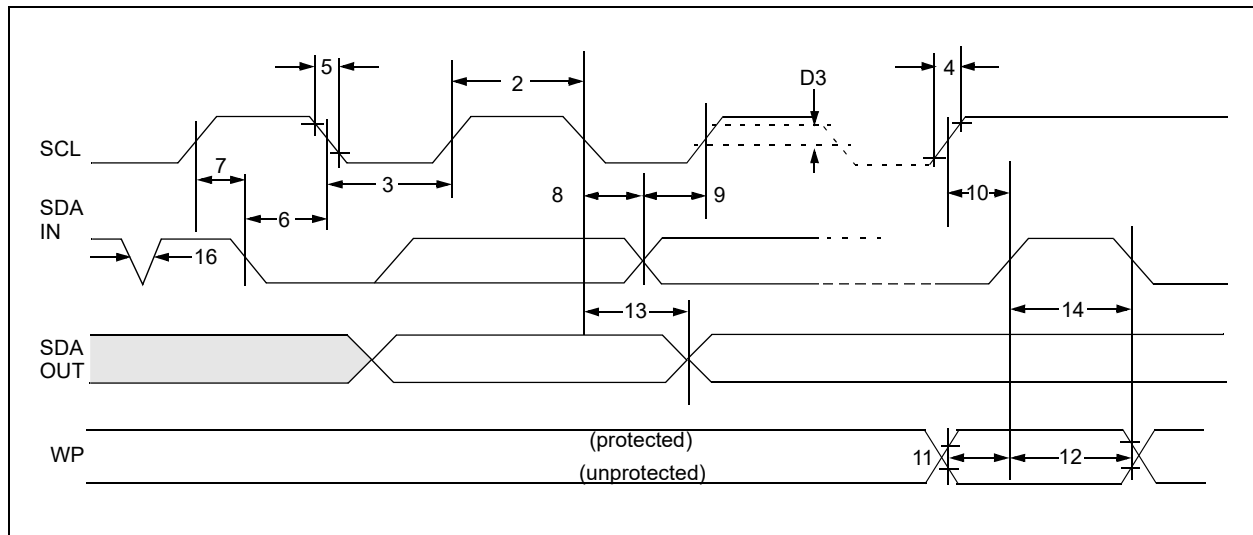 5
2
D3
4
SCL
7
3
8
9
10
SDA
IN
6
16
13
14
SDA
OUT
WP
(protected)
(unprotected)
11
12